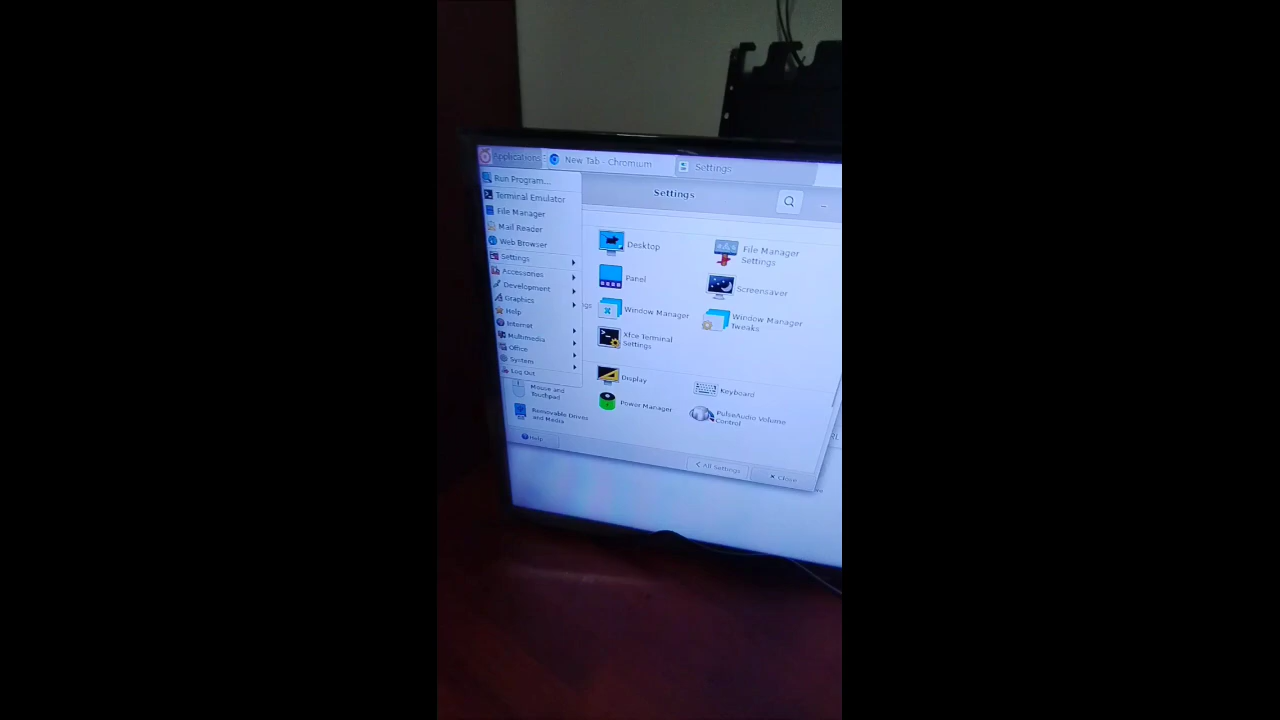 Applications
New Tab - Chromium
Settings
Settings
Run Program...
Terminal Emulator
File Manager
Mail Reader
Web Browser
Settings
Accessories
Development
Graphics
Help
Internet
Multimedia
Office
System
Log Out
Desktop
File Manager
Settings
Panel
Screensaver
Window Manager
Window Manager
Tweaks
Xfce Terminal
Settings
Display
Keyboard
Mouse and
Touchpad
Power Manager
PulseAudio Volume
Control
Removable Drives
and Media
Help
All Settings
Close